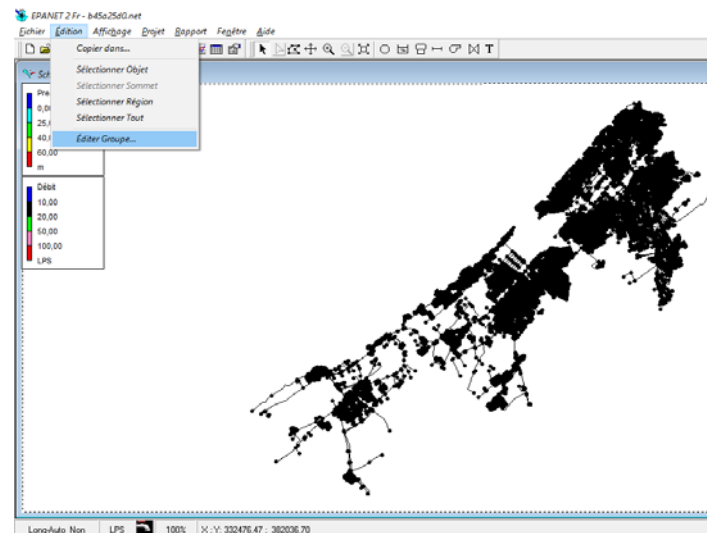 EPANET 2 Fr - b45a25d0.net
Fichier Édition Affichage Projet Rapport Fenêtre Aide
Copier dans...
Sélectionner Objet
Sélectionner Sommet
Sélectionner Région
Sélectionner Tout
Éditer Groupe...
Sch
Pre
0,00
25,
40,
60,00
m
Débit
10,00
20,00
50,00
100,00
LPS
Long-Auto Non LPS 100% X ; Y: 332476.47 ; 382036.70